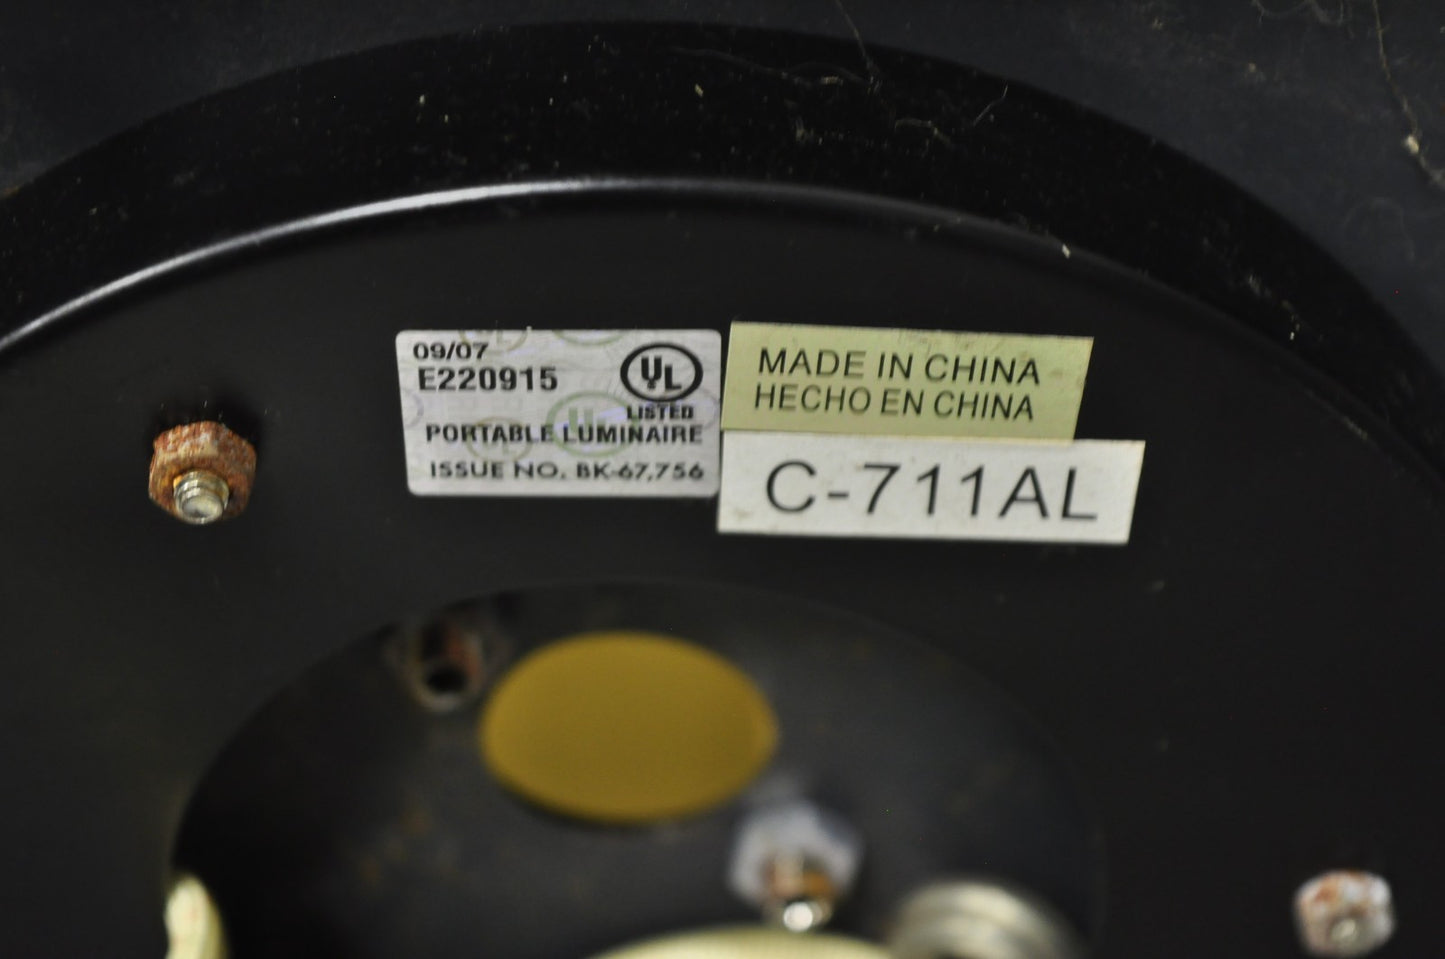 09/07
E220915
UL
LISTED
PORTABLE LUMINAIRE
ISSUE NO. BK-67,756
MADE IN CHINA
HECHO EN CHINA
C-711AL